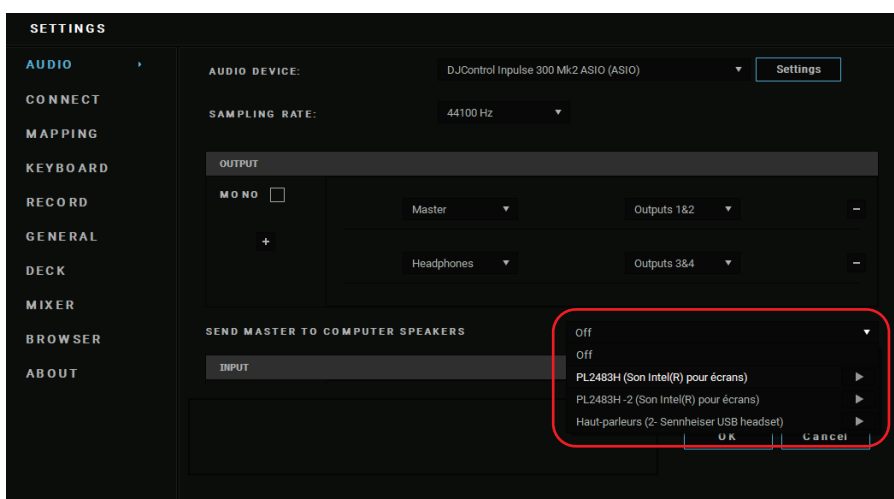 SETTINGS
AUDIO
CONNECT
MAPPING
KEYBOARD
RECORD
GENERAL
DECK
MIXER
BROWSER
ABOUT
AUDIO DEVICE: DJControl Inpulse 300 Mk2 ASIO (ASIO) Settings
SAMPLING RATE: 44100 Hz
OUTPUT
MONO
Master Outputs 1&2 −
+
Headphones Outputs 3&4 −
SEND MASTER TO COMPUTER SPEAKERS Off
Off
INPUT
PL2483H (Son Intel(R) pour écrans)
PL2483H -2 (Son Intel(R) pour écrans)
Haut-parleurs (2- Sennheiser USB headset)
OK Cancel